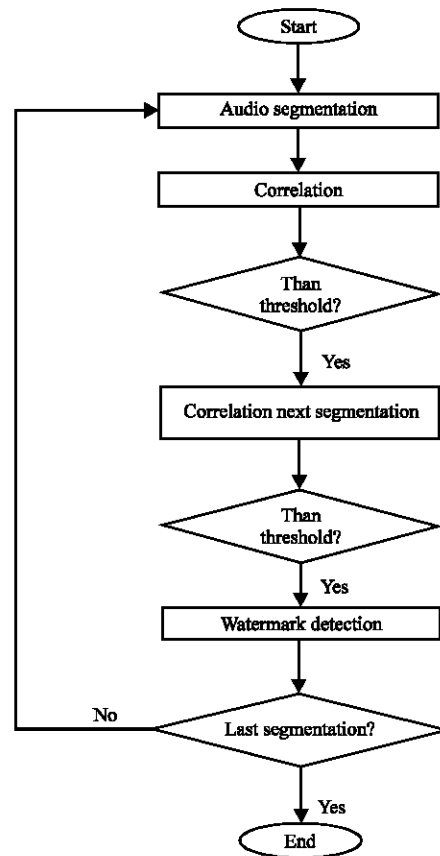 Start
Audio segmentation
Correlation
Than
threshold?
Yes
Correlation next segmentation
Than
threshold?
Yes
Watermark detection
No
Last segmentation?
Yes
End